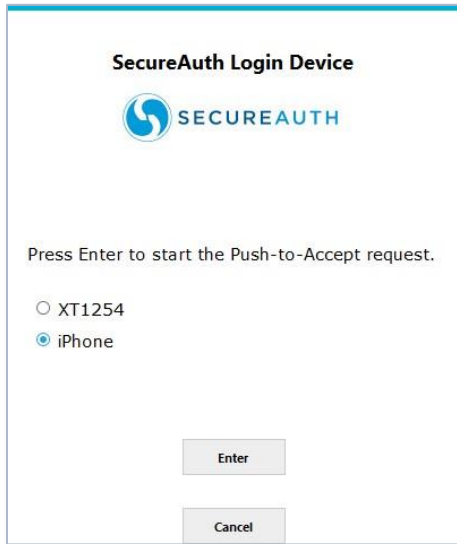 SecureAuth Login Device
SECUREAUTH
Press Enter to start the Push-to-Accept request.
XT1254
iPhone
Enter
Cancel